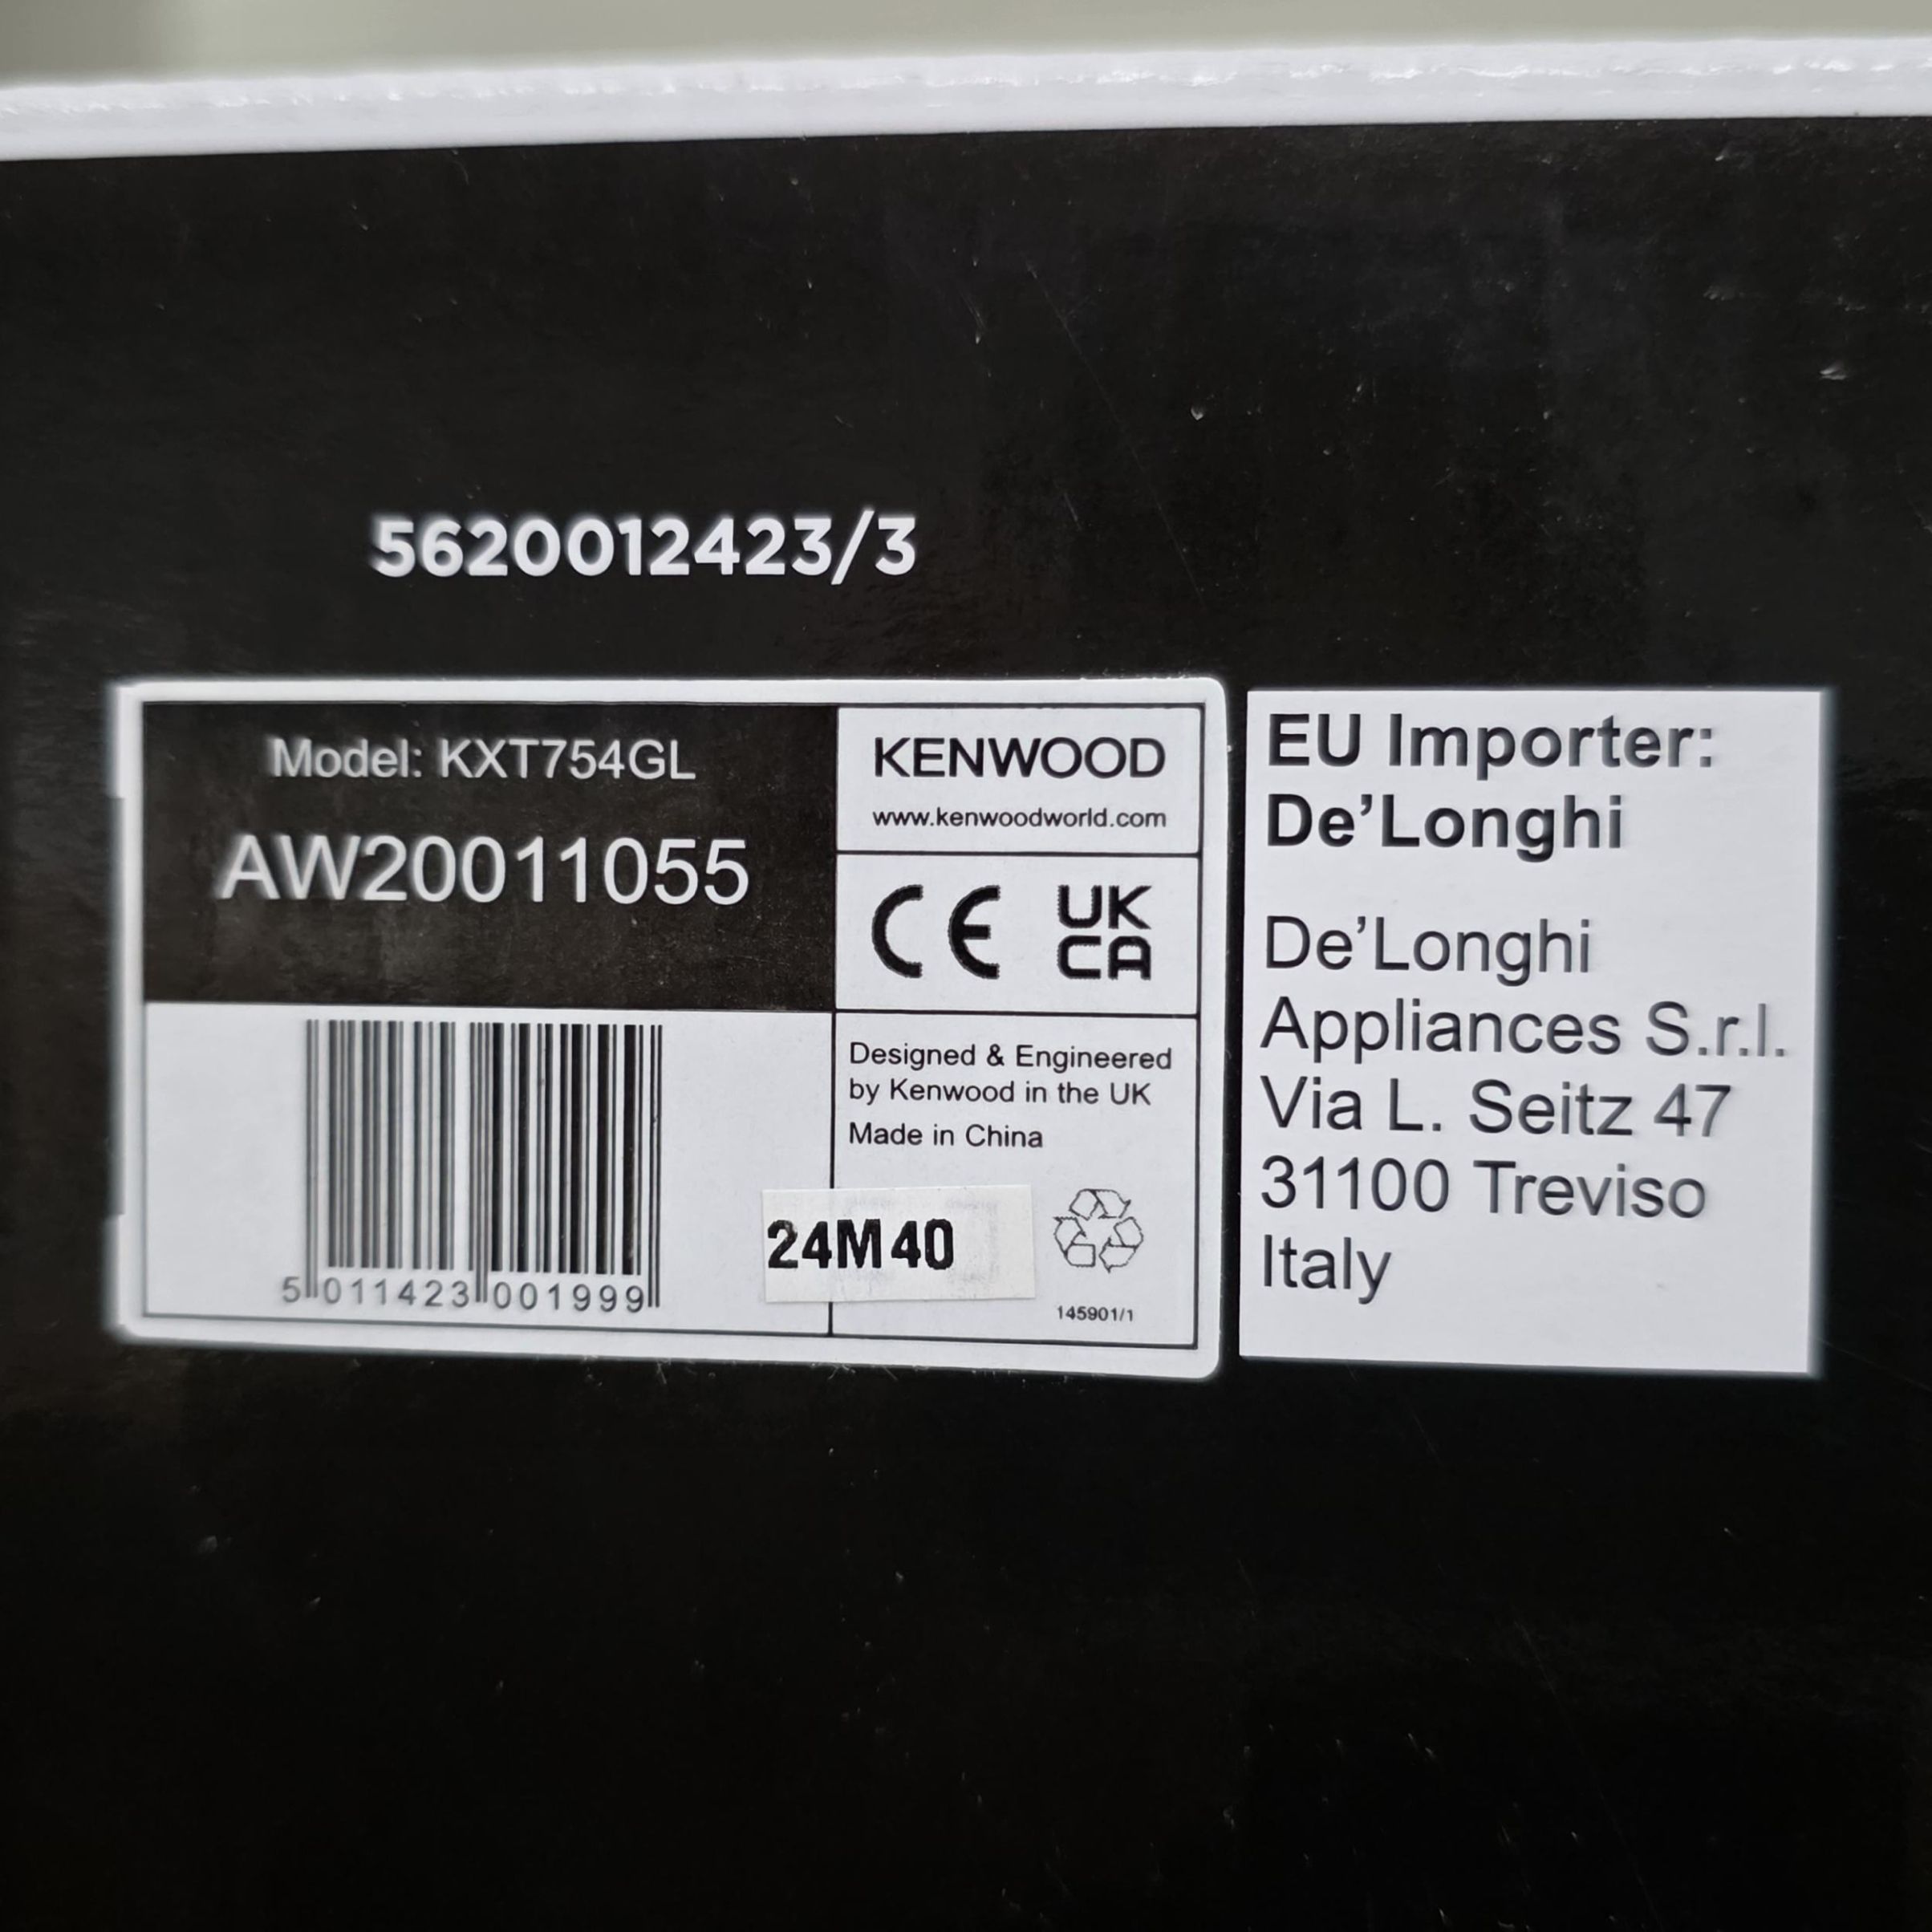 5620012423/3
Model: KXT754GL
AW20011055
5 011423 001999
KENWOOD
www.kenwoodworld.com
CE UK
CA
Designed & Engineered
by Kenwood in the UK
Made in China
24M40
145901/1
EU Importer:
De’Longhi
De’Longhi
Appliances S.r.l.
Via L. Seitz 47
31100 Treviso
Italy